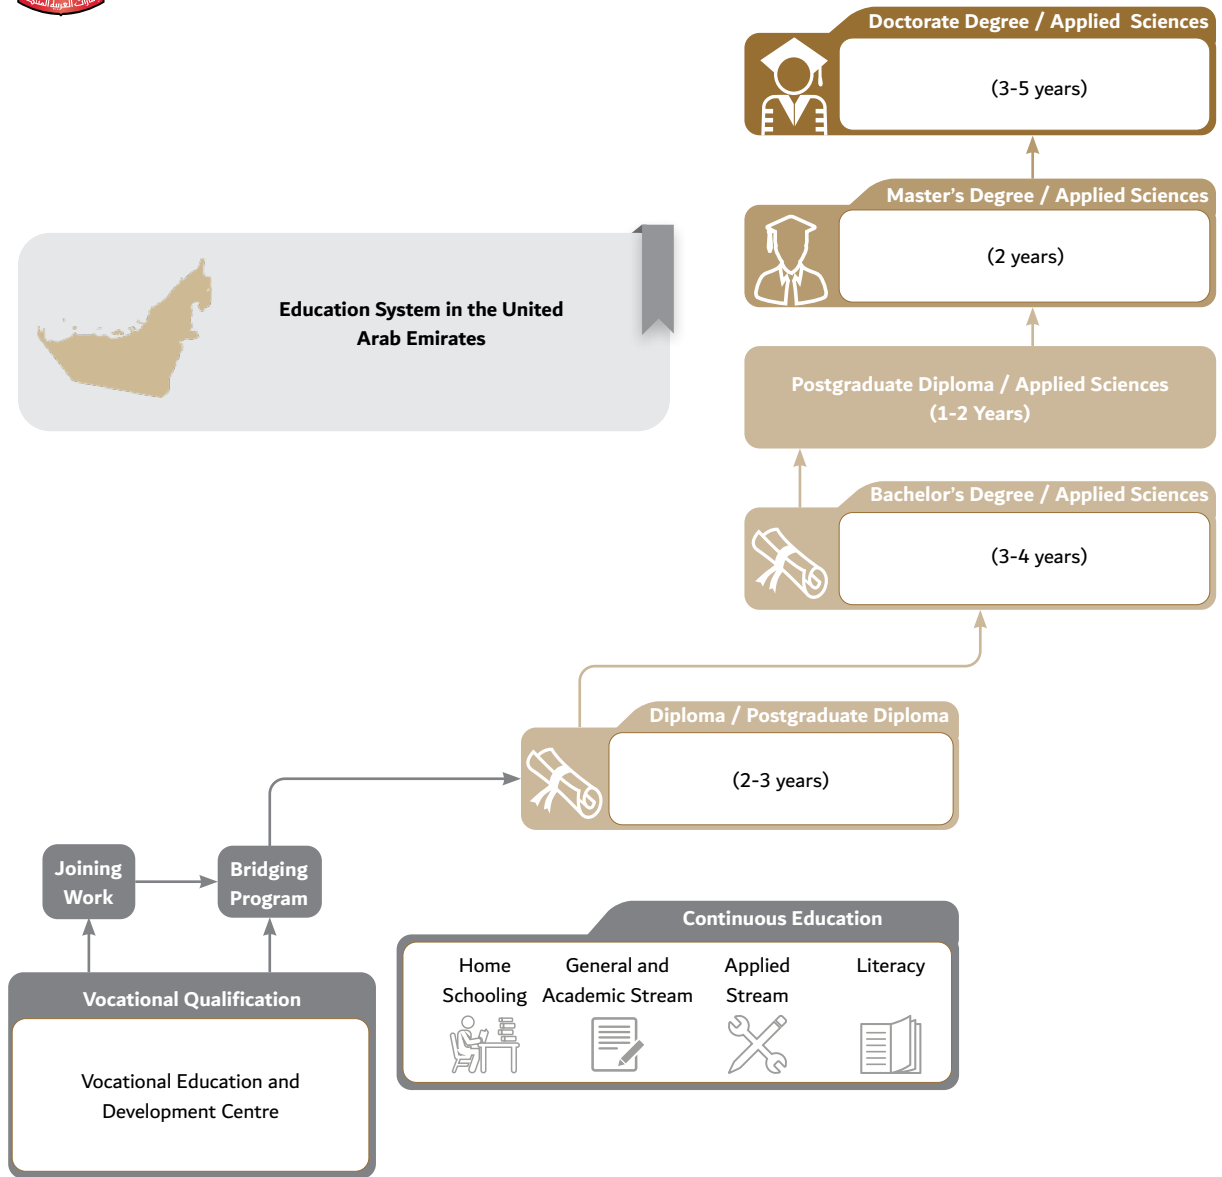 العربية
Doctorate Degree / Applied Sciences
(3-5 years)
Master's Degree / Applied Sciences
(2 years)
Education System in the United
Arab Emirates
Postgraduate Diploma / Applied Sciences
(1-2 Years)
Bachelor's Degree / Applied Sciences
(3-4 years)
Diploma / Postgraduate Diploma
(2-3 years)
Joining
Work
Bridging
Program
Continuous Education
Home
Schooling
General and
Academic Stream
Applied
Stream
Literacy
Vocational Qualification
Vocational Education and
Development Centre